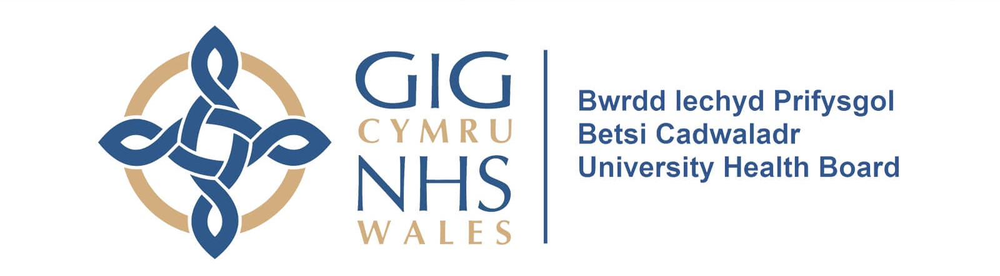 GIG
CYMRU
NHS
WALES
Bwrdd Iechyd Prifysgol
Betsi Cadwaladr
University Health Board